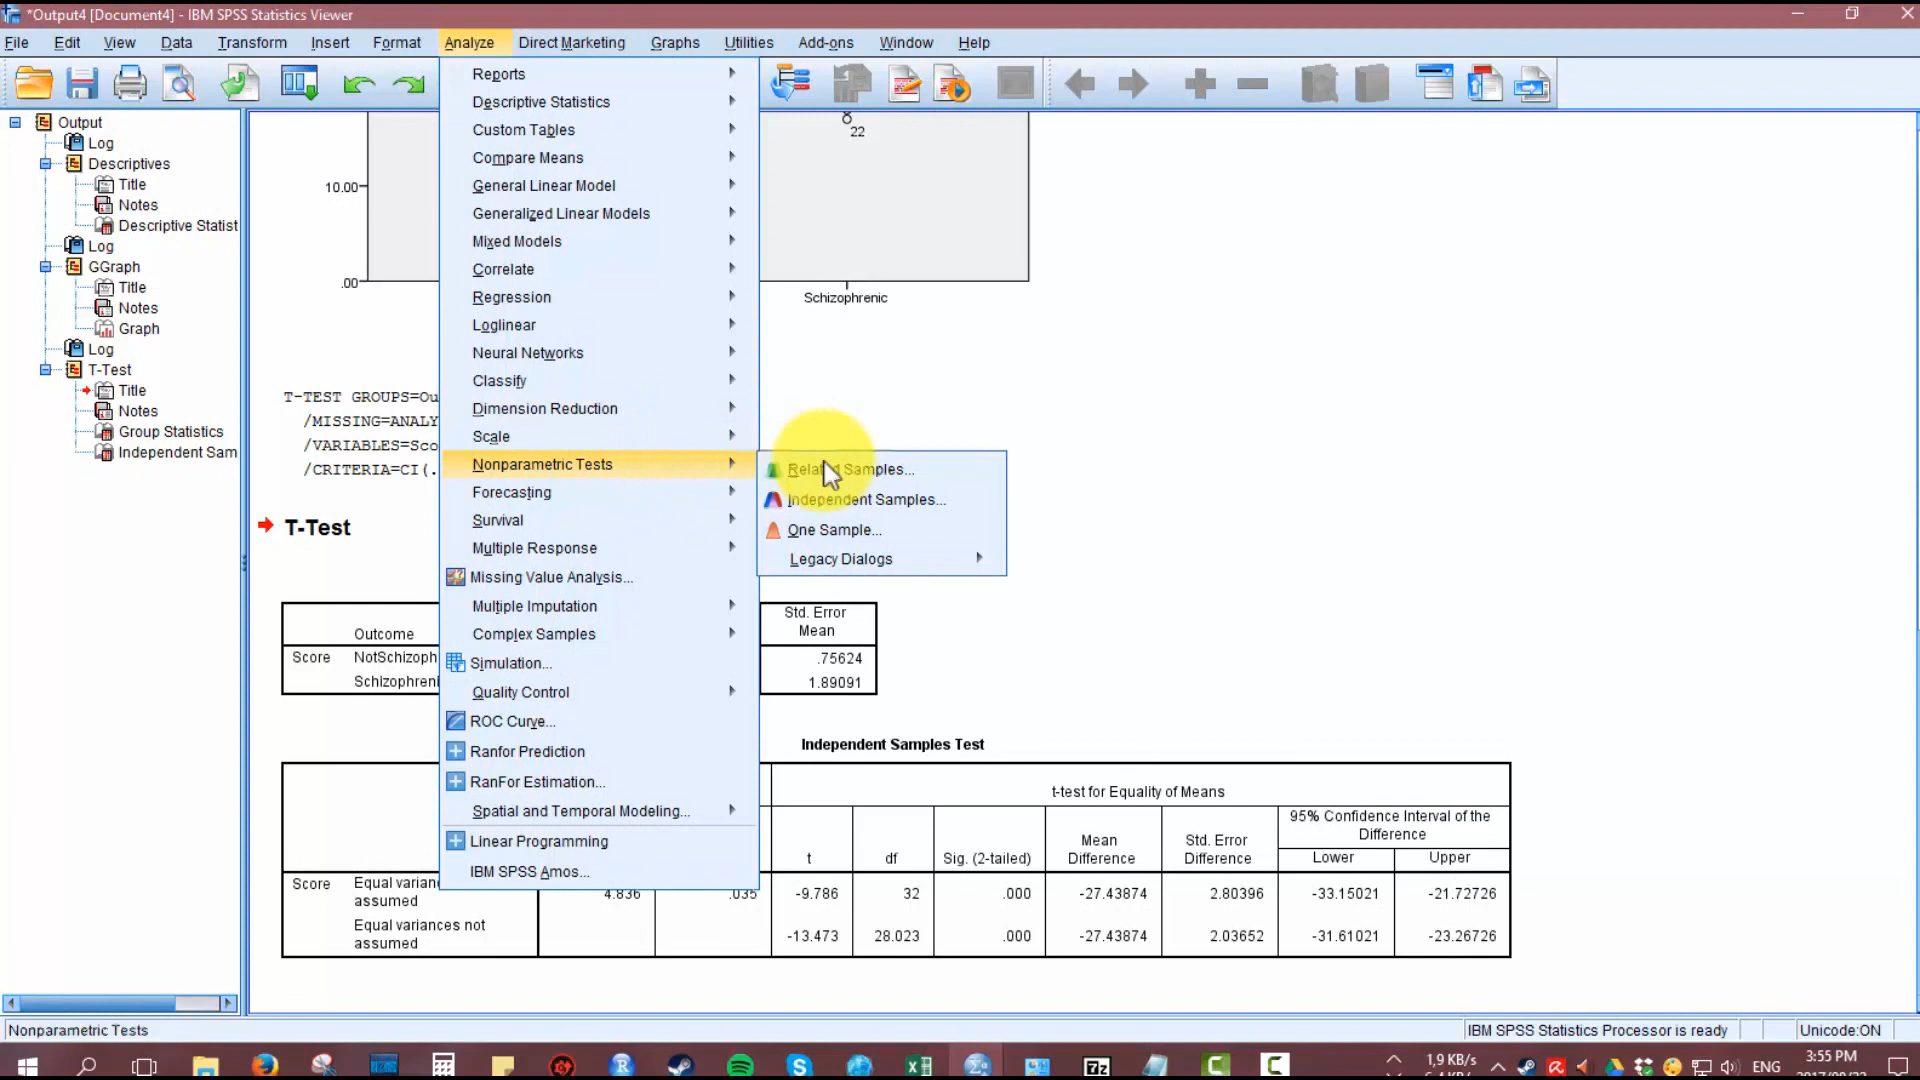 *Output4 [Document4] - IBM SPSS Statistics Viewer
File Edit View Data Transform Insert Format Analyze Direct Marketing Graphs Utilities Add-ons Window Help
Output
Log
Descriptives
Title
Notes
Descriptive Statist
Log
GGraph
Title
Notes
Graph
Log
T-Test
Title
Notes
Group Statistics
Independent Sam
Reports
Descriptive Statistics
Custom Tables
Compare Means
General Linear Model
Generalized Linear Models
Mixed Models
Correlate
Regression
Loglinear
Neural Networks
Classify
Dimension Reduction
Scale
Nonparametric Tests
Forecasting
Survival
Multiple Response
Missing Value Analysis...
Multiple Imputation
Complex Samples
Simulation...
Quality Control
ROC Curve...
Ranfor Prediction
RanFor Estimation...
Spatial and Temporal Modeling...
Linear Programming
IBM SPSS Amos...
Related Samples...
Independent Samples...
One Sample...
Legacy Dialogs
22
10.00
.00
Schizophrenic
T-TEST GROUPS=Ou
/MISSING=ANALY
/VARIABLES=Sco
/CRITERIA=CI(.
T-Test
Std. Error
Mean
Outcome
Score NotSchizoph .75624
Schizophreni 1.89091
Independent Samples Test
t-test for Equality of Means
95% Confidence Interval of the
Difference
t df Sig. (2-tailed) Mean Difference Std. Error Difference Lower Upper
Score Equal varianc assumed 4.836 .035 -9.786 32 .000 -27.43874 2.80396 -33.15021 -21.72726
Equal variances not assumed -13.473 28.023 .000 -27.43874 2.03652 -31.61021 -23.26726
Nonparametric Tests
IBM SPSS Statistics Processor is ready
Unicode:ON
1,9 KB/s
ENG
3:55 PM